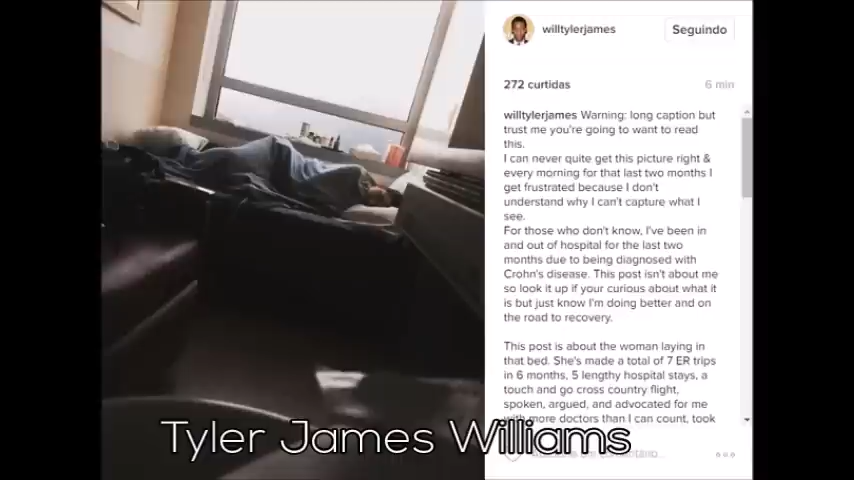 willtylerjames
Seguindo
272 curtidas
6 min
willtylerjames Warning: long caption but
trust me you're going to want to read
this.
I can never quite get this picture right &
every morning for that last two months I
get frustrated because I don't
understand why I can't capture what I
see.
For those who don't know, I've been in
and out of hospital for the last two
months due to being diagnosed with
Crohn's disease. This post isn't about me
so look it up if your curious about what it
is but just know I'm doing better and on
the road to recovery.
This post is about the woman laying in
that bed. She's made a total of 7 ER trips
in 6 months, 5 lengthy hospital stays, a
touch and go cross country flight,
spoken, argued, and advocated for me
with more doctors than I can count, took
Tyler James Williams
um comentário...